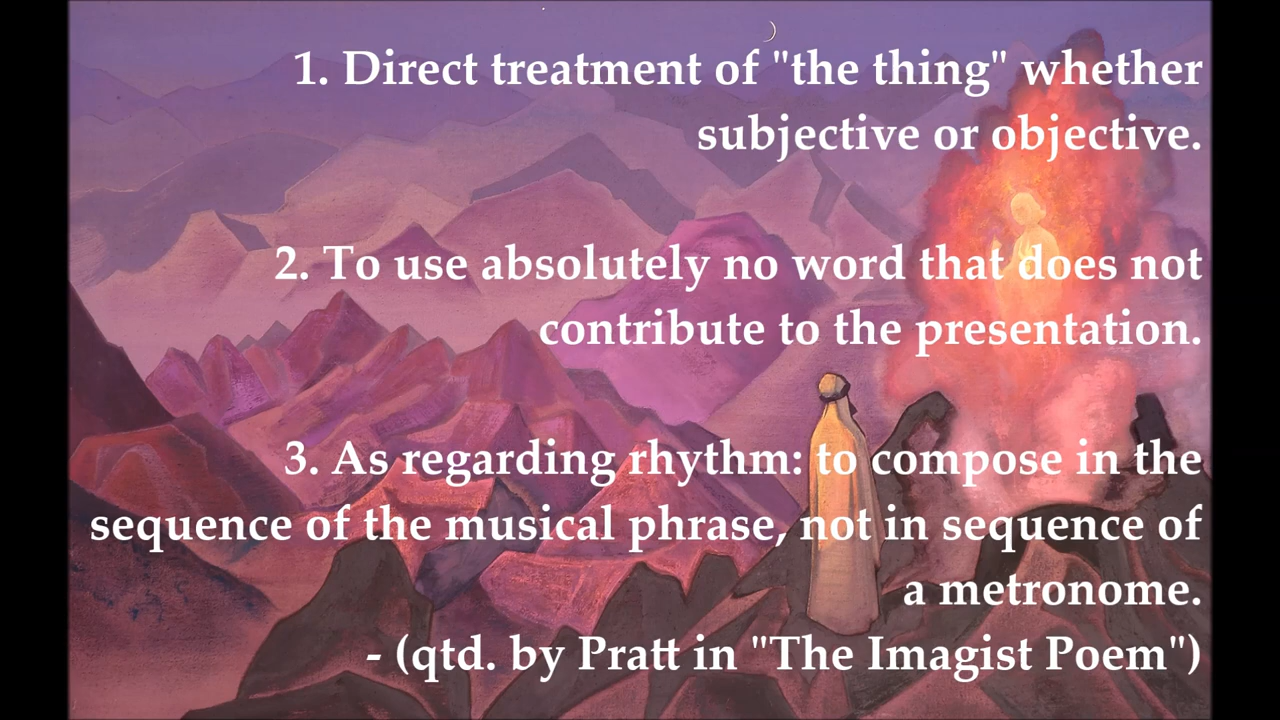 1. Direct treatment of "the thing" whether
subjective or objective.
2. To use absolutely no word that does not
contribute to the presentation.
3. As regarding rhythm: to compose in the
sequence of the musical phrase, not in sequence of
a metronome.
- (qtd. by Pratt in "The Imagist Poem")